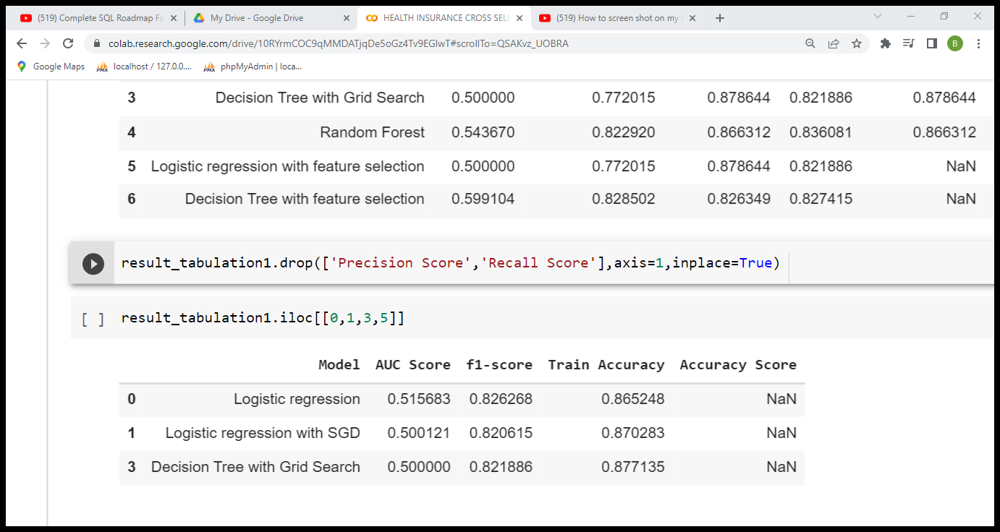 (519) Complete SQL Roadmap Fo
My Drive - Google Drive
HEALTH INSURANCE CROSS SELL
(519) How to screen shot on my
colab.research.google.com/drive/10RYrmCOC9qMMDATjqDe5oGz4Tv9EGlwT#scrollTo=QSAKvz_UOBRA
B
Google Maps
localhost / 127.0.0....
phpMyAdmin | loca...
3 Decision Tree with Grid Search 0.500000 0.772015 0.878644 0.821886 0.878644
4 Random Forest 0.543670 0.822920 0.866312 0.836081 0.866312
5 Logistic regression with feature selection 0.500000 0.772015 0.878644 0.821886 NaN
6 Decision Tree with feature selection 0.599104 0.828502 0.826349 0.827415 NaN
result_tabulation1.drop(['Precision Score','Recall Score'],axis=1,inplace=True)
[ ] result_tabulation1.iloc[[0,1,3,5]]
Model AUC Score f1-score Train Accuracy Accuracy Score
0 Logistic regression 0.515683 0.826268 0.865248 NaN
1 Logistic regression with SGD 0.500121 0.820615 0.870283 NaN
3 Decision Tree with Grid Search 0.500000 0.821886 0.877135 NaN